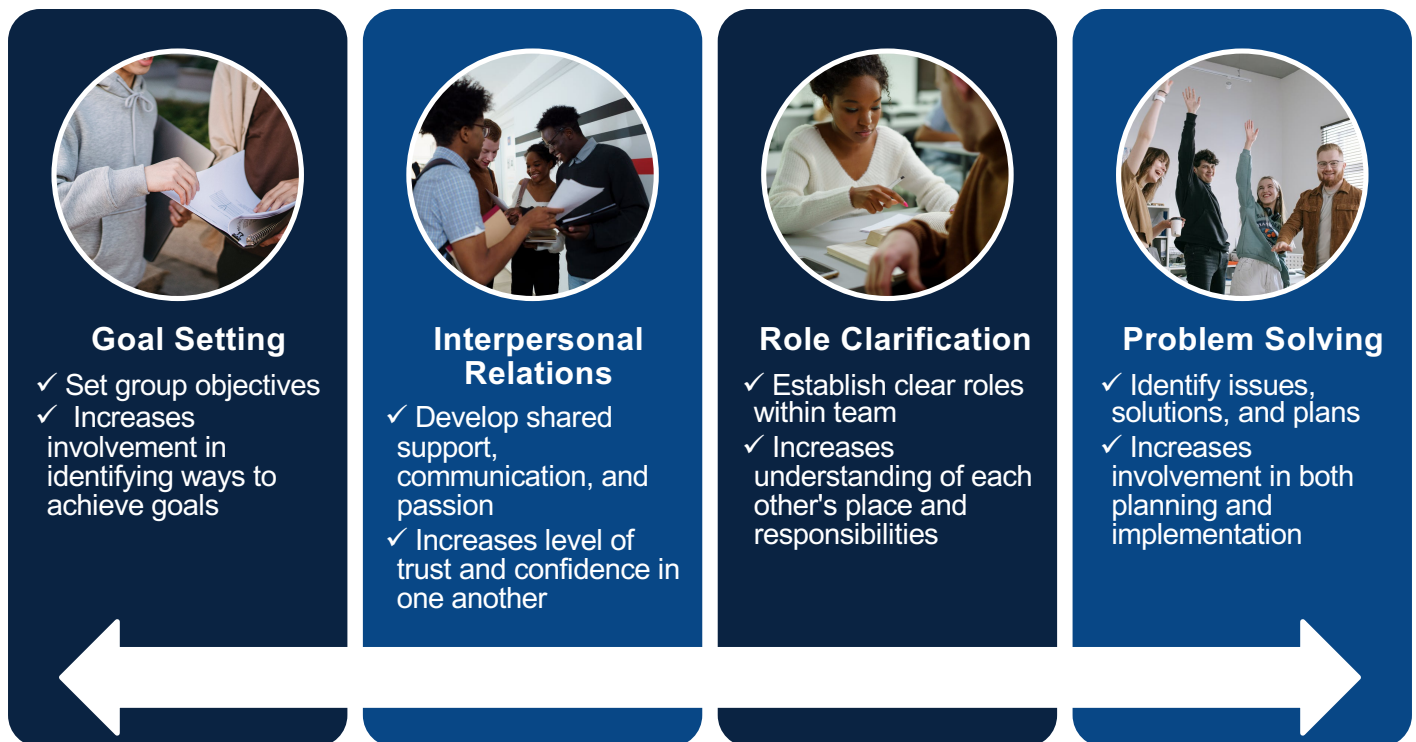 Goal Setting
✓ Set group objectives
✓ Increases
involvement in
identifying ways to
achieve goals
Interpersonal
Relations
✓ Develop shared
support,
communication, and
passion
✓ Increases level of
trust and confidence in
one another
Role Clarification
✓ Establish clear roles
within team
✓ Increases
understanding of each
other's place and
responsibilities
Problem Solving
✓ Identify issues,
solutions, and plans
✓ Increases
involvement in both
planning and
implementation